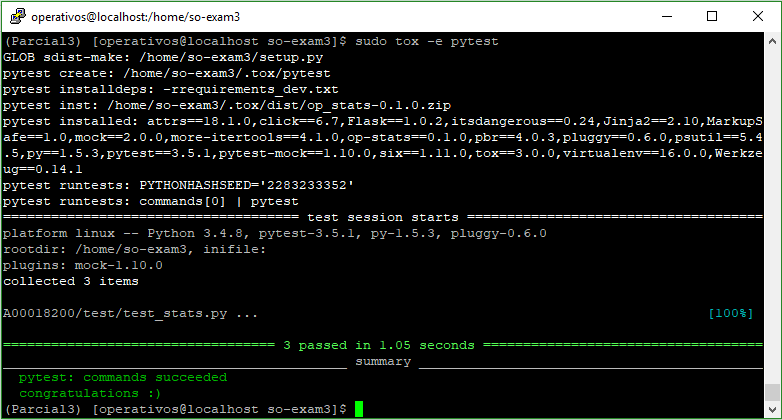 operativos@localhost:/home/so-exam3
(Parcial3) [operativos@localhost so-exam3]$ sudo tox -e pytest
GLOB sdist-make: /home/so-exam3/setup.py
pytest create: /home/so-exam3/.tox/pytest
pytest installdeps: -rrequirements_dev.txt
pytest inst: /home/so-exam3/.tox/dist/op_stats-0.1.0.zip
pytest installed: attrs==18.1.0,click==6.7,Flask==1.0.2,itsdangerous==0.24,Jinja2==2.10,MarkupS
afe==1.0,mock==2.0.0,more-itertools==4.1.0,op-stats==0.1.0,pbr==4.0.3,pluggy==0.6.0,psutil==5.4
.5,py==1.5.3,pytest==3.5.1,pytest-mock==1.10.0,six==1.11.0,tox==3.0.0,virtualenv==16.0.0,Werkze
ug==0.14.1
pytest runtests: PYTHONHASHSEED='2283233352'
pytest runtests: commands[0] | pytest
===================================== test session starts =====================================
platform linux -- Python 3.4.8, pytest-3.5.1, py-1.5.3, pluggy-0.6.0
rootdir: /home/so-exam3, inifile:
plugins: mock-1.10.0
collected 3 items
A00018200/test/test_stats.py ... [100%]
================================== 3 passed in 1.05 seconds ===================================
___________________________________________ summary ___________________________________________
pytest: commands succeeded
congratulations :)
(Parcial3) [operativos@localhost so-exam3]$